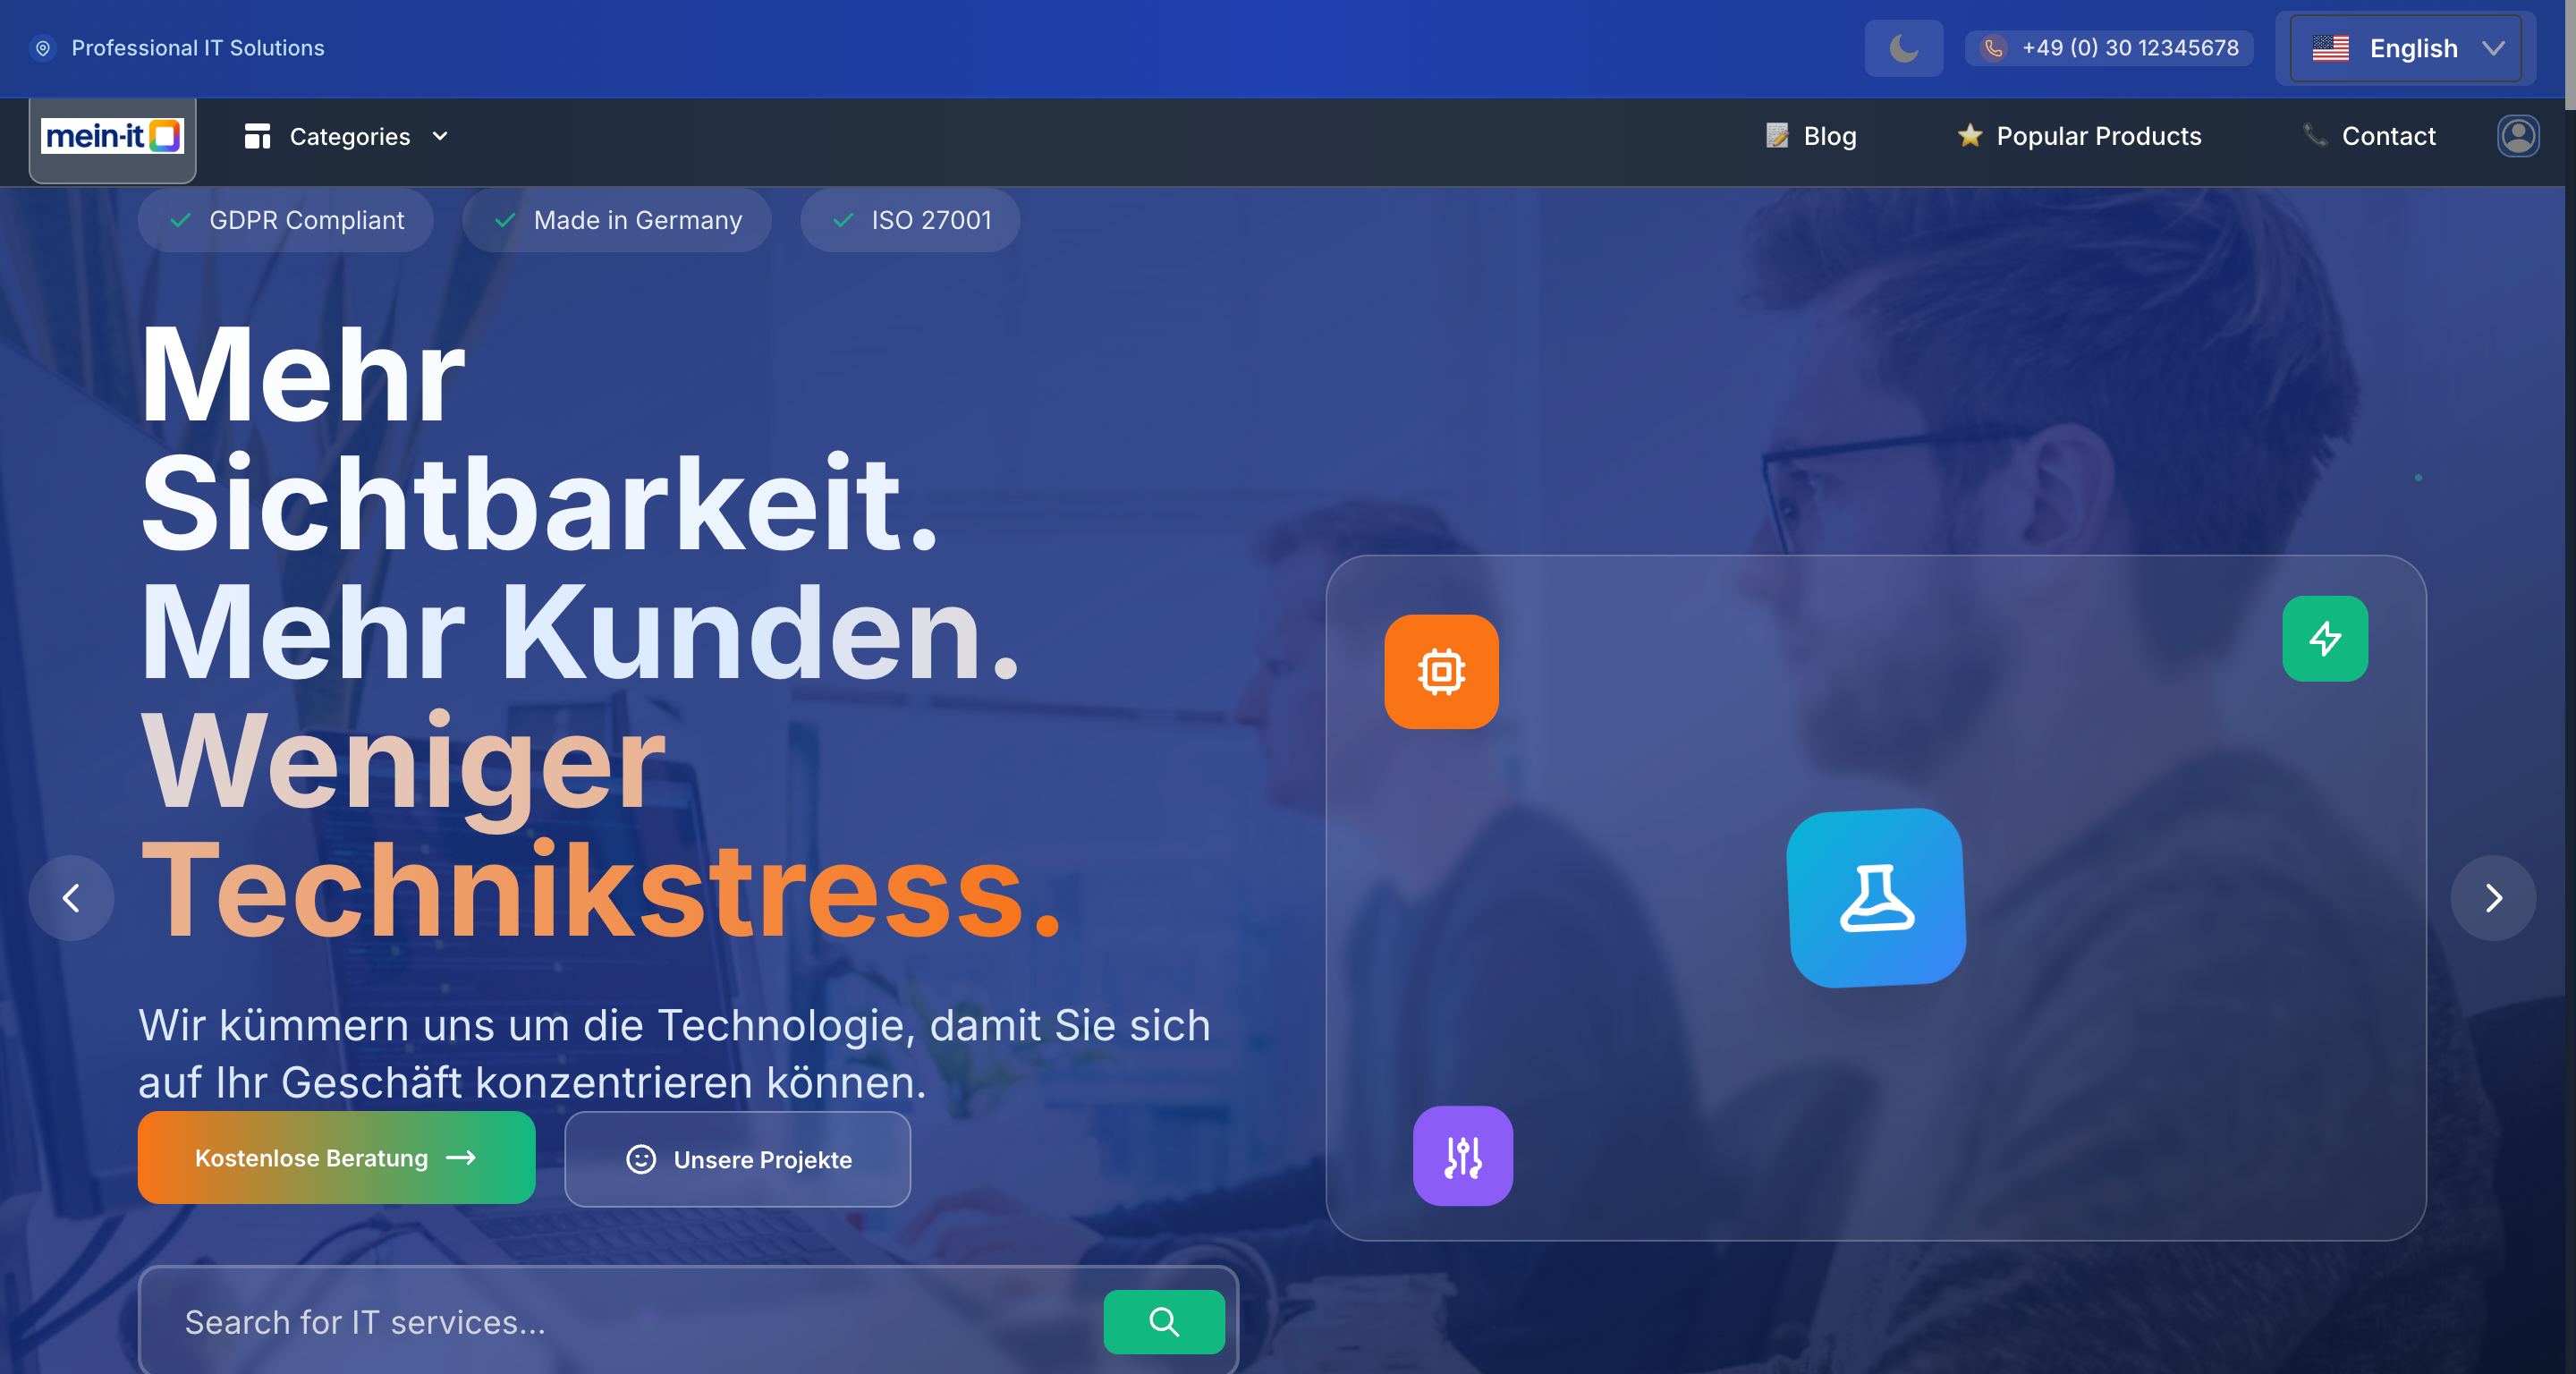 Professional IT Solutions
+49 (0) 30 12345678
English
mein-it
Categories
Blog
Popular Products
Contact
GDPR Compliant
Made in Germany
ISO 27001
Mehr
Sichtbarkeit.
Mehr Kunden.
Weniger
Technikstress.
Wir kümmern uns um die Technologie, damit Sie sich
auf Ihr Geschäft konzentrieren können.
Kostenlose Beratung
Unsere Projekte
Search for IT services...